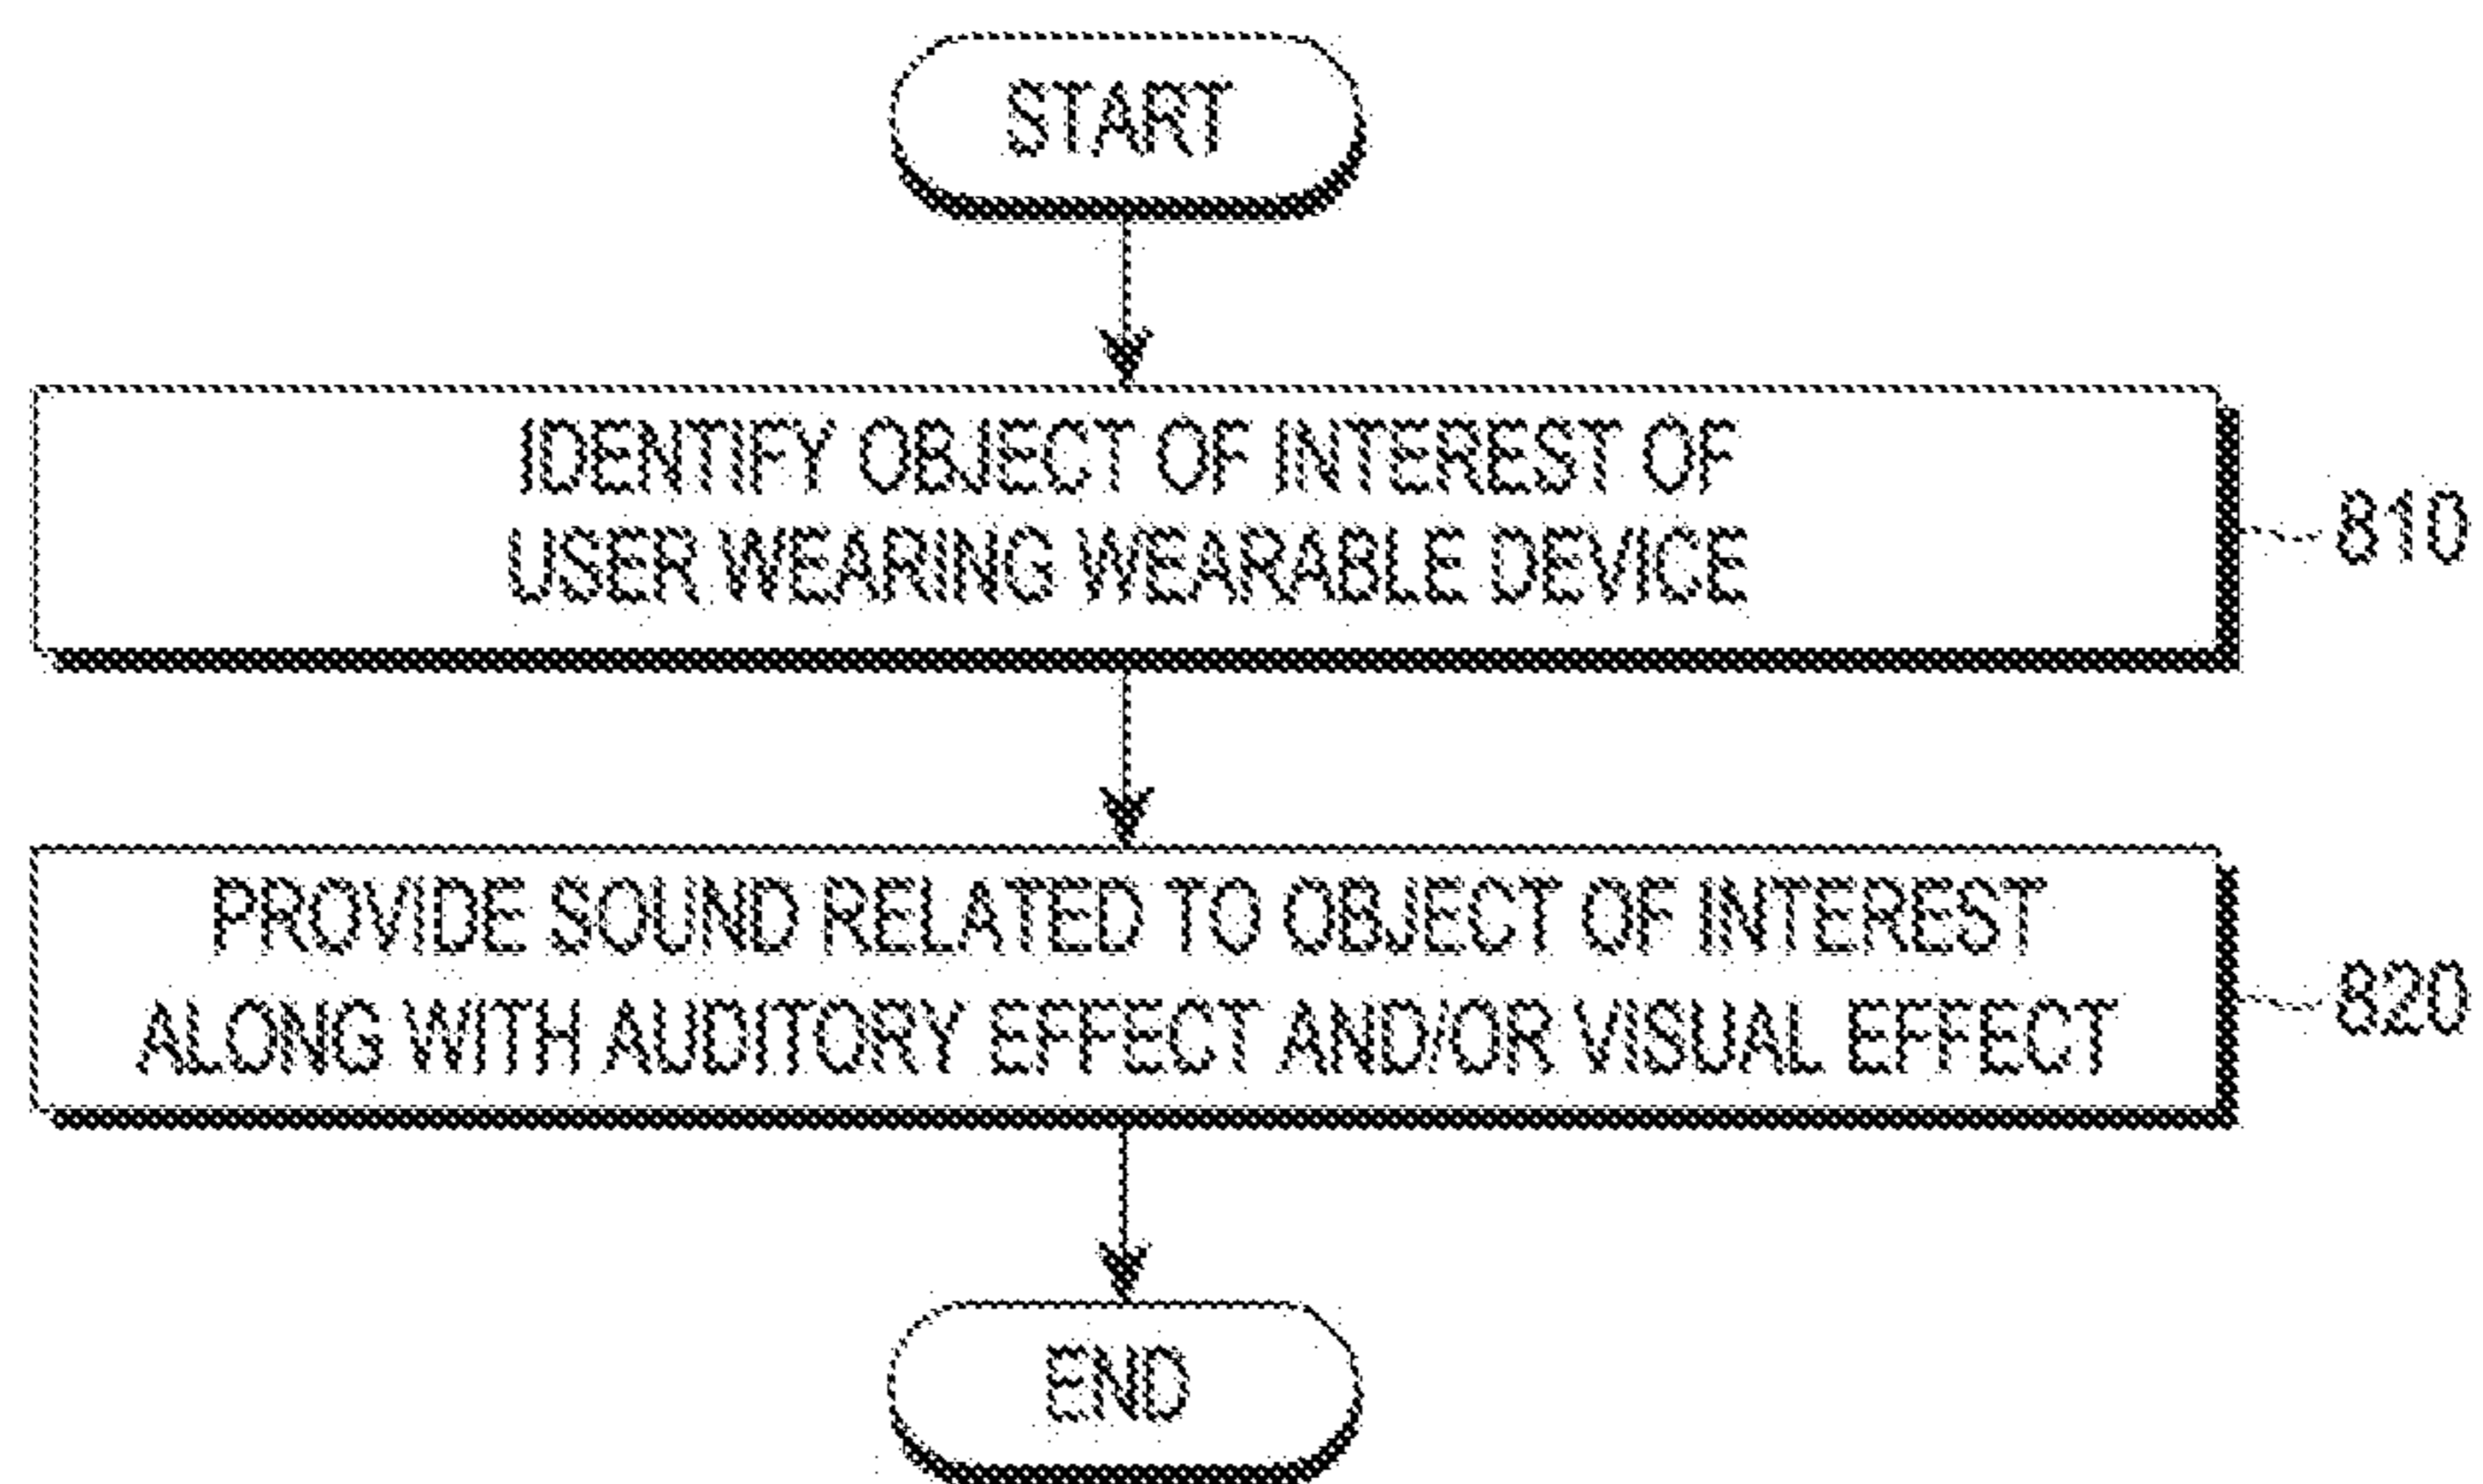 START
IDENTIFY OBJECT OF INTEREST OF
USER WEARING WEARABLE DEVICE
810
PROVIDE SOUND RELATED TO OBJECT OF INTEREST
ALONG WITH AUDITORY EFFECT AND/OR VISUAL EFFECT
820
END